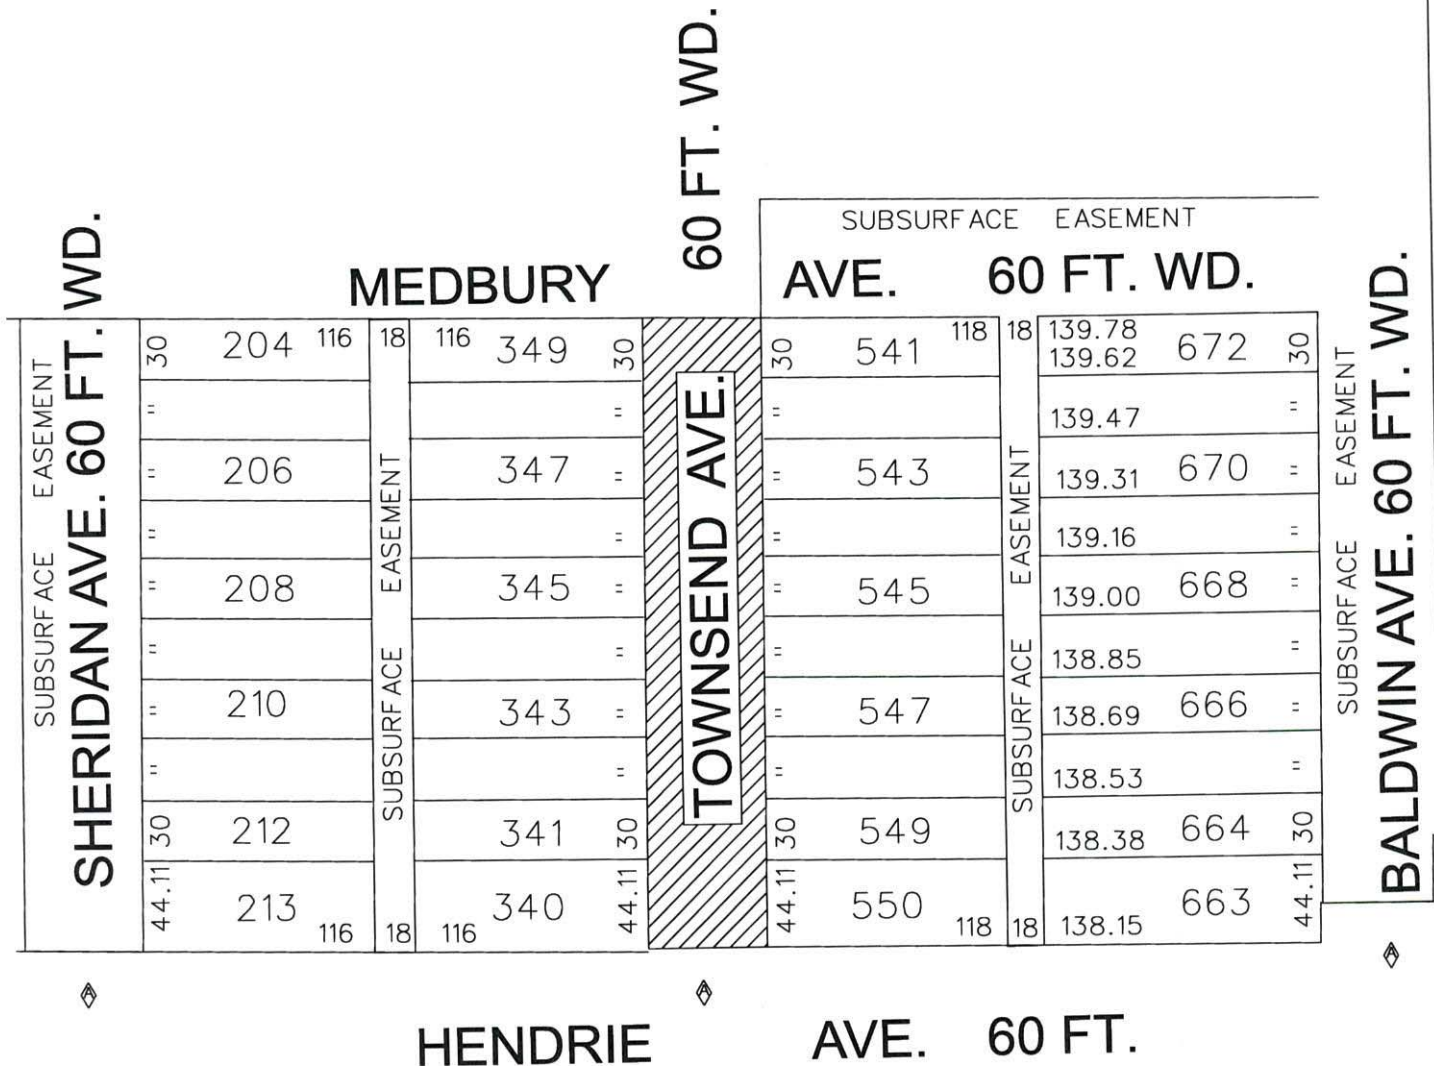 60 FT. WD.
SUBSURFACE EASEMENT
MEDBURY AVE. 60 FT. WD.
SUBSURFACE EASEMENT
SHERIDAN AVE. 60 FT. WD.
30 204 116 18 116 349 30
30 541 118 18 139.78 672 30
139.62
" " " 139.47 "
" 206 347 " " 543 139.31 670 "
" " " 139.16 "
" 208 345 " " 545 139.00 668 "
" " " 138.85 "
" 210 343 " " 547 138.69 666 "
" " " 138.53 "
30 212 341 30 30 549 138.38 664 30
44.11 213 116 18 116 340 44.11
44.11 550 118 18 138.15 663 44.11
SUBSURFACE EASEMENT
TOWNSEND AVE.
SUBSURFACE EASEMENT
SUBSURFACE EASEMENT
BALDWIN AVE. 60 FT. WD.
A A A
HENDRIE AVE. 60 FT.